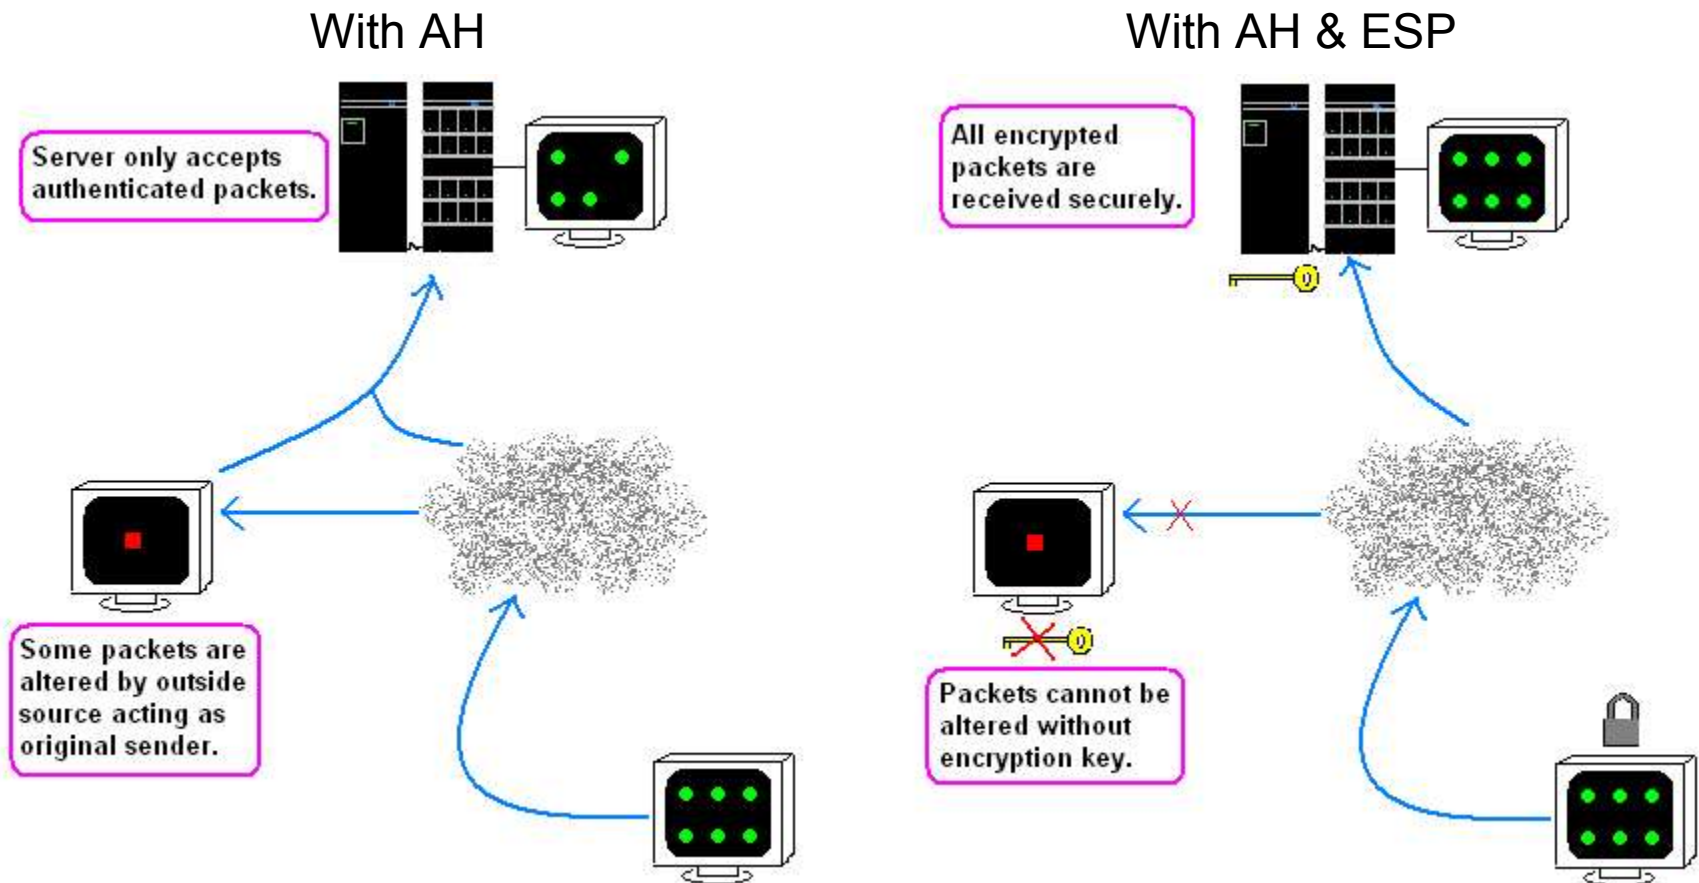 With AH
Server only accepts
authenticated packets.
Some packets are
altered by outside
source acting as
original sender.
With AH & ESP
All encrypted
packets are
received securely.
Packets cannot be
altered without
encryption key.